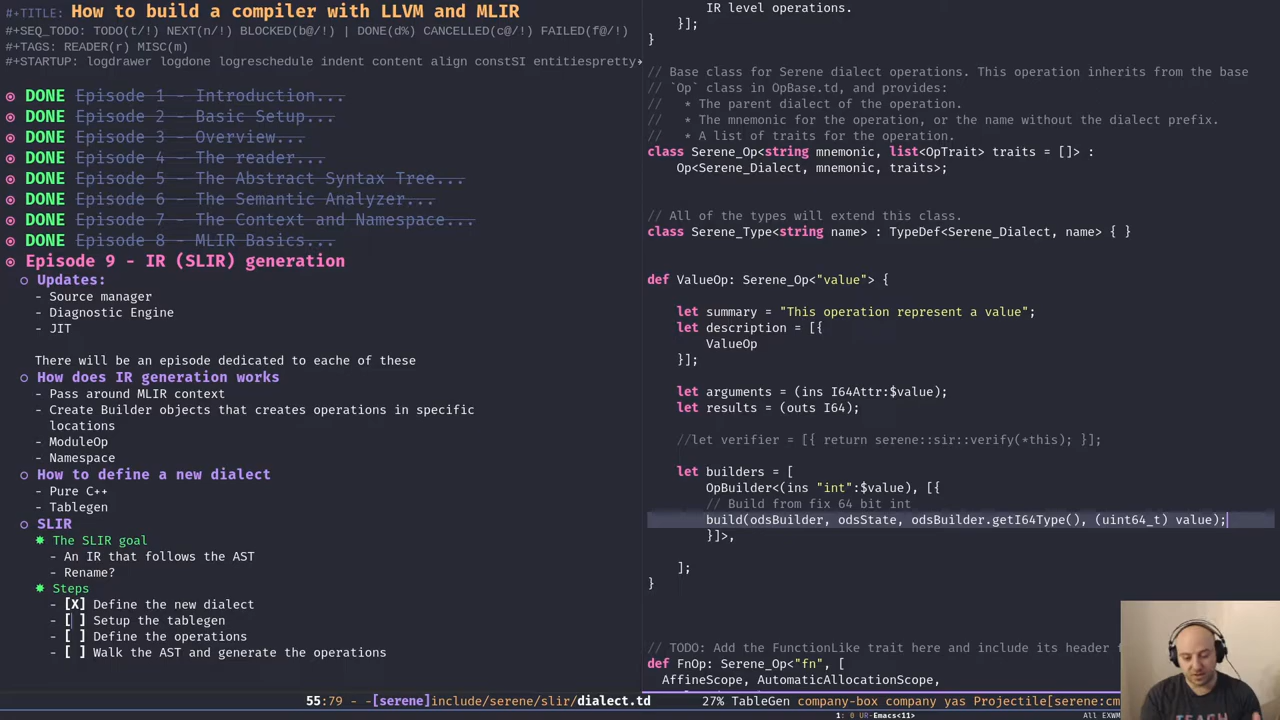 #+TITLE: How to build a compiler with LLVM and MLIR
#+SEQ_TODO: TODO(t/!) NEXT(n/!) BLOCKED(b@/!) | DONE(d%) CANCELLED(c@/!) FAILED(f@/!)
#+TAGS: READER(r) MISC(m)
#+STARTUP: logdrawer logdone logreschedule indent content align constSI entitiespretty
DONE Episode 1 - Introduction...
DONE Episode 2 - Basic Setup...
DONE Episode 3 - Overview...
DONE Episode 4 - The reader...
DONE Episode 5 - The Abstract Syntax Tree...
DONE Episode 6 - The Semantic Analyzer...
DONE Episode 7 - The Context and Namespace...
DONE Episode 8 - MLIR Basics...
Episode 9 - IR (SLIR) generation
Updates:
- Source manager
- Diagnostic Engine
- JIT
There will be an episode dedicated to eache of these
How does IR generation works
- Pass around MLIR context
- Create Builder objects that creates operations in specific
locations
- ModuleOp
- Namespace
How to define a new dialect
- Pure C++
- Tablegen
SLIR
The SLIR goal
- An IR that follows the AST
- Rename?
Steps
- [X] Define the new dialect
- [ ] Setup the tablegen
- [ ] Define the operations
- [ ] Walk the AST and generate the operations
55:79 - -[serene]include/serene/slir/dialect.td
IR level operations.
}];
}
// Base class for Serene dialect operations. This operation inherits from the base
// `Op` class in OpBase.td, and provides:
// * The parent dialect of the operation.
// * The mnemonic for the operation, or the name without the dialect prefix.
// * A list of traits for the operation.
class Serene_Op<string mnemonic, list<OpTrait> traits = []> :
Op<Serene_Dialect, mnemonic, traits>;
// All of the types will extend this class.
class Serene_Type<string name> : TypeDef<Serene_Dialect, name> { }
def ValueOp: Serene_Op<"value"> {
let summary = "This operation represent a value";
let description = [{
ValueOp
}];
let arguments = (ins I64Attr:$value);
let results = (outs I64);
//let verifier = [{ return serene::sir::verify(*this); }];
let builders = [
OpBuilder<(ins "int":$value), [{
// Build from fix 64 bit int
build(odsBuilder, odsState, odsBuilder.getI64Type(), (uint64_t) value);
}]>,
];
}
// TODO: Add the FunctionLike trait here and include its header f
def FnOp: Serene_Op<"fn", [
AffineScope, AutomaticAllocationScope,
27% TableGen company-box company yas Projectile[serene:cm
1: 0 UR-Emacs<11>
All EXWM
TEACH